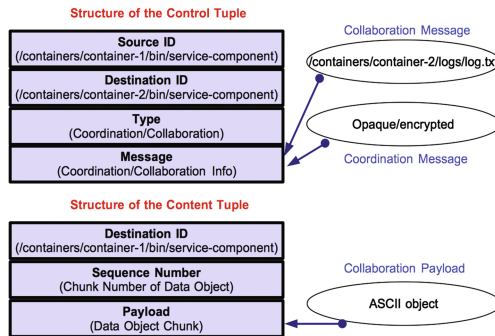 Structure of the Control Tuple
Source ID
(/containers/container-1/bin/service-component)
Destination ID
(/containers/container-2/bin/service-component)
Type
(Coordination/Collaboration)
Message
(Coordination/Collaboration Info)
Collaboration Message
/containers/container-2/logs/log.txt
Opaque/encrypted
Coordination Message
Structure of the Content Tuple
Destination ID
(/containers/container-1/bin/service-component)
Sequence Number
(Chunk Number of Data Object)
Payload
(Data Object Chunk)
Collaboration Payload
ASCII object